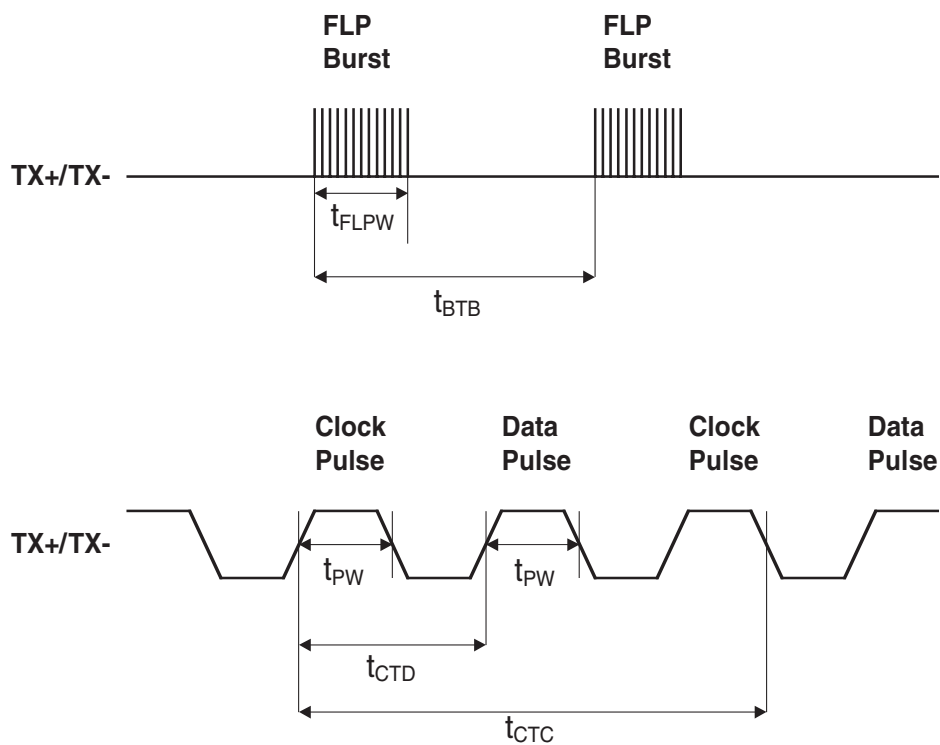 FLP
Burst
FLP
Burst
TX+/TX-
tFLPW
tBTB
Clock
Pulse
Data
Pulse
Clock
Pulse
Data
Pulse
TX+/TX-
tPW
tPW
tCTD
tCTC